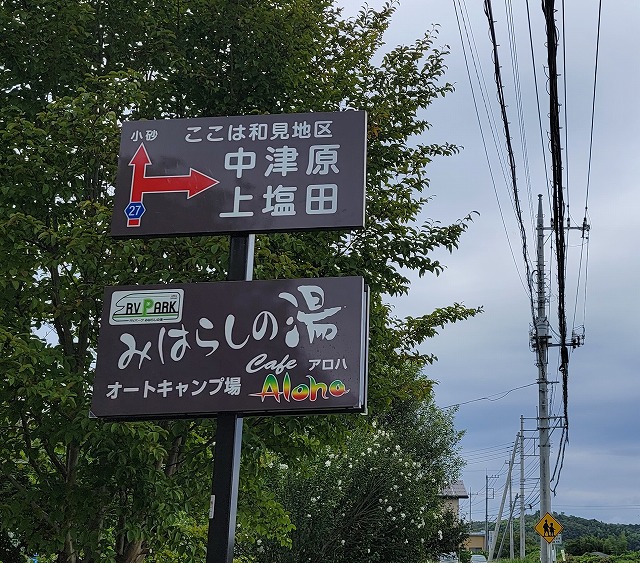 小砂
ここは和見地区
中津原
上塩田
27
RV PARK
みはらしの湯
Cafe アロハ
オートキャンプ場
Aloha